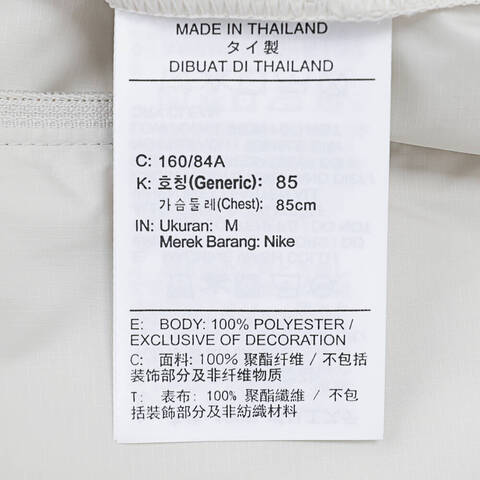 MADE IN THAILAND
タイ製
DIBUAT DI THAILAND
C: 160/84A
K: 호칭(Generic): 85
가슴둘레(Chest): 85cm
IN: Ukuran: M
Merek Barang: Nike
E: BODY: 100% POLYESTER /
EXCLUSIVE OF DECORATION
C: 面料: 100% 聚酯纤维 / 不包括
装饰部分及非纤维物质
T: 表布: 100% 聚酯纖維 / 不包
括裝飾部分及非紡織材料